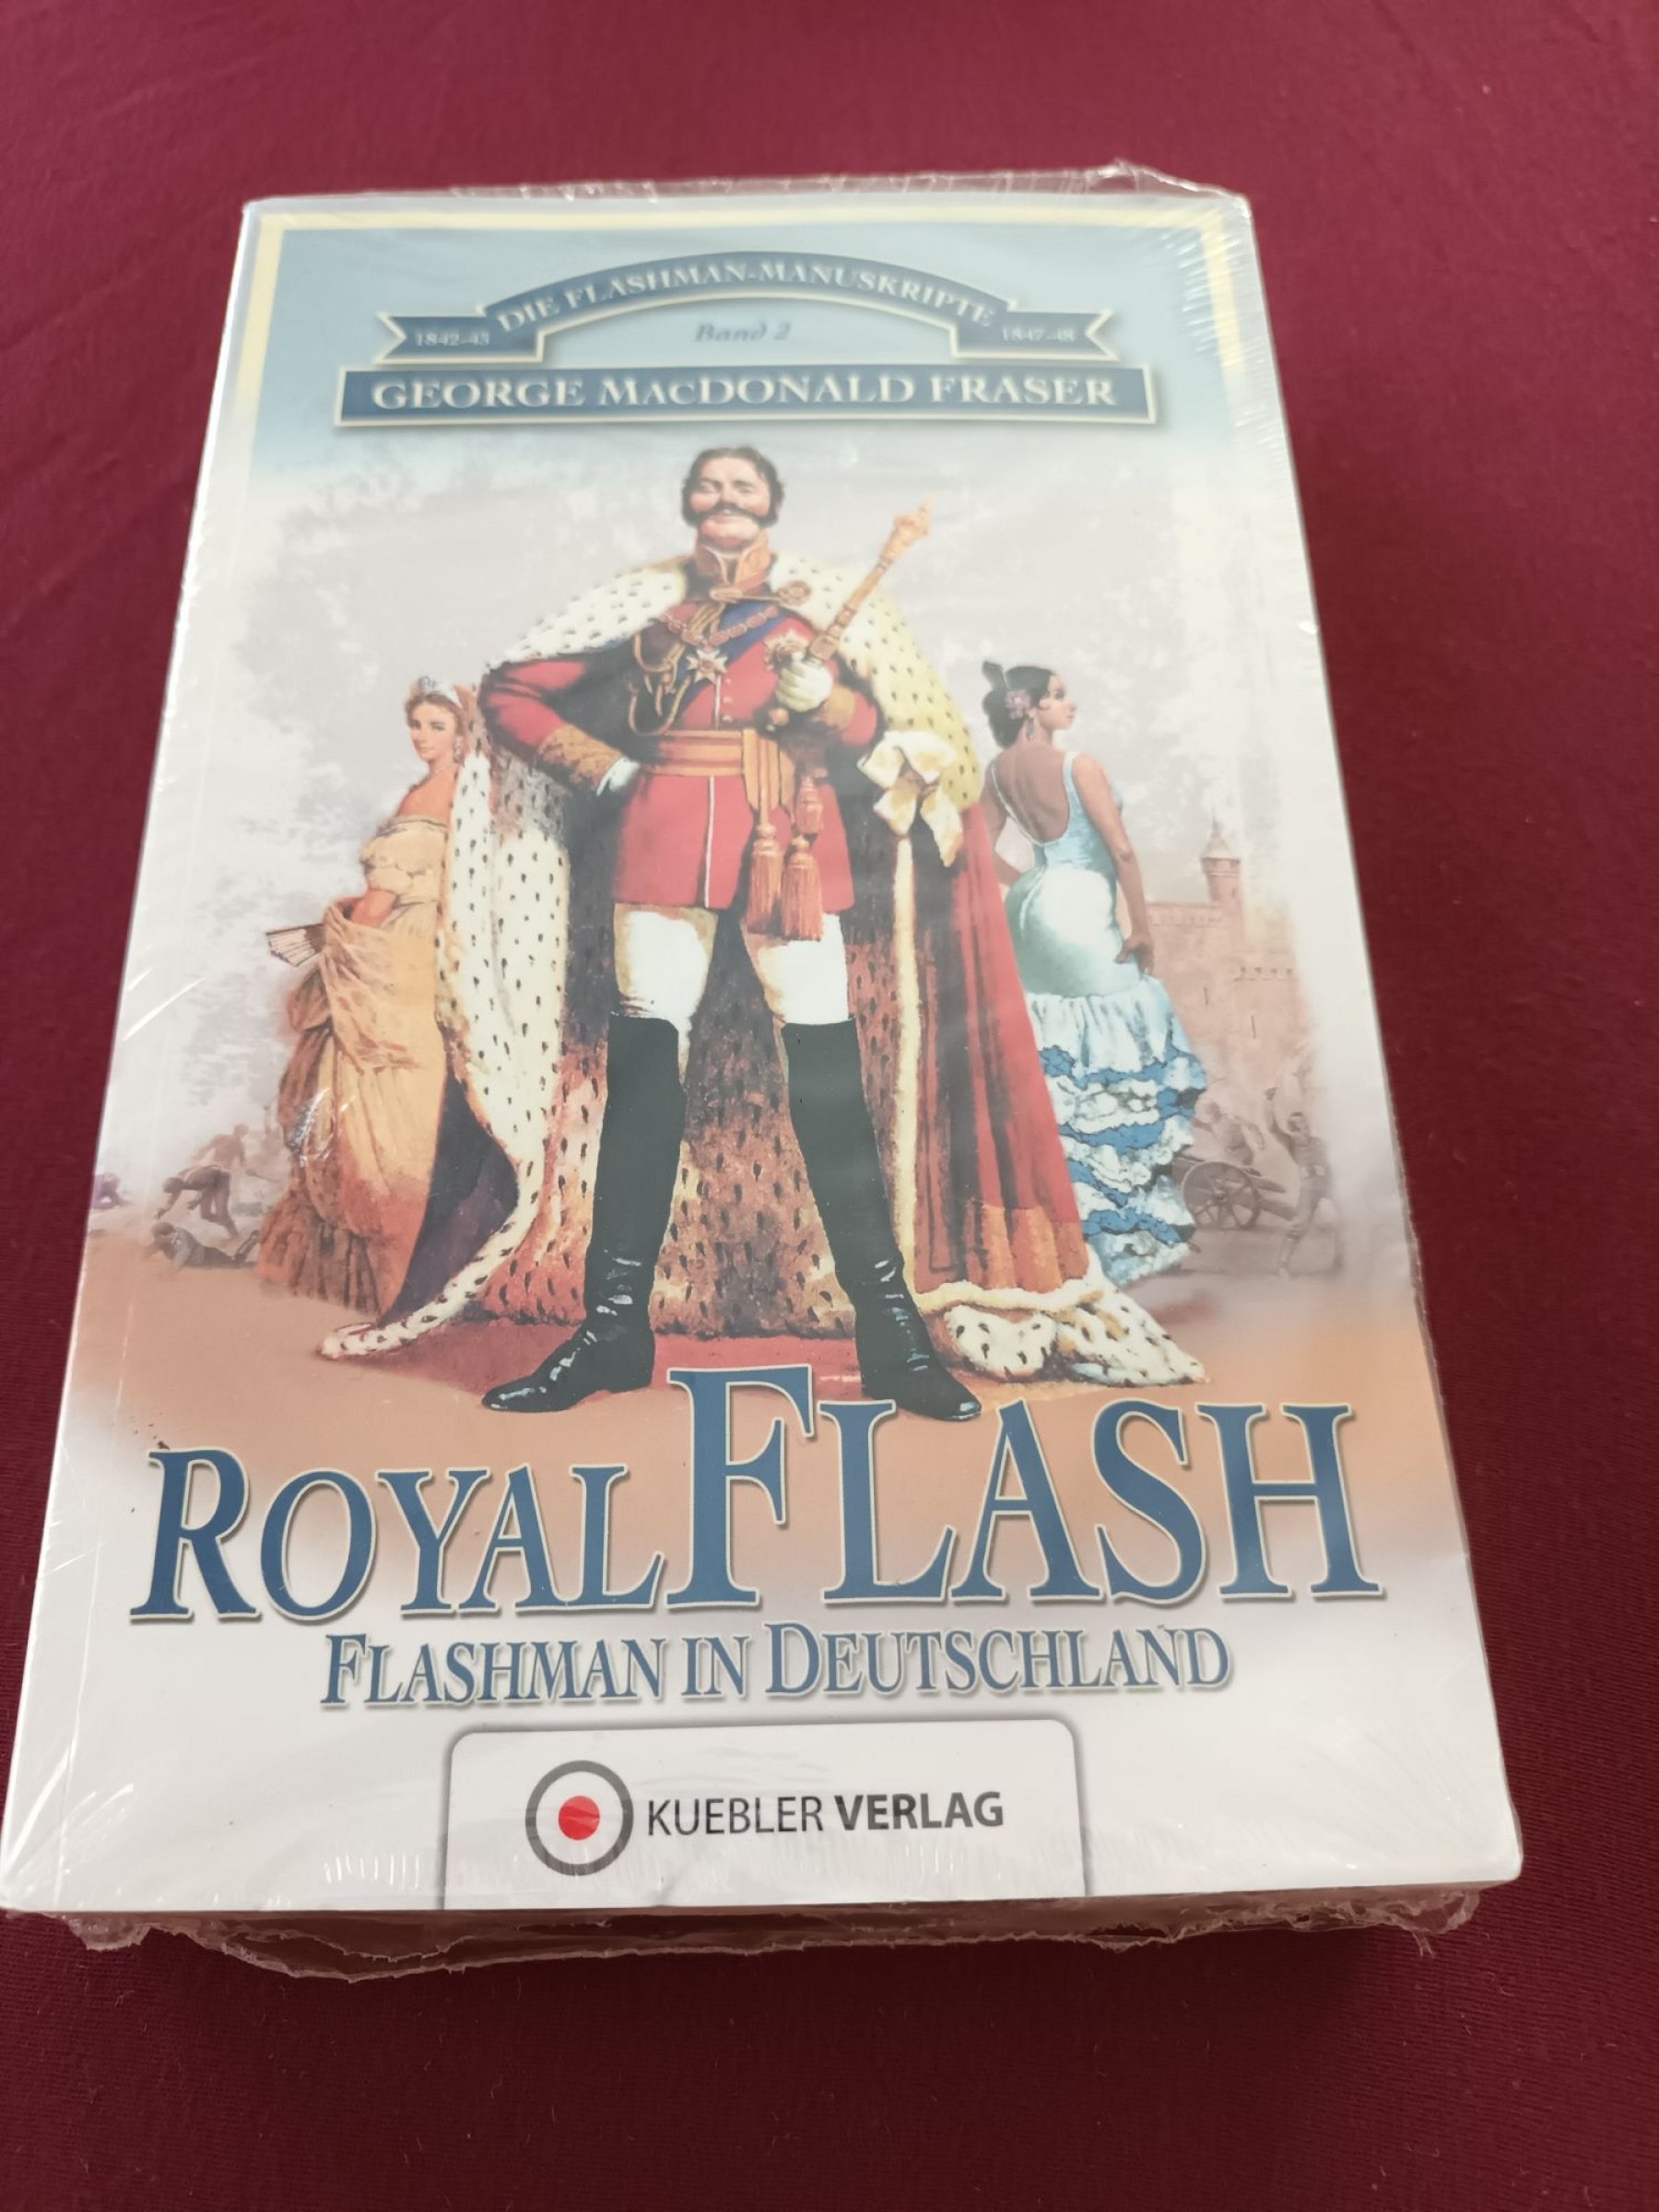 DIE FLASHMAN-MANUSKRIPTE
1842-43 Band 2 1847-48
GEORGE MACDONALD FRASER
ROYAL FLASH
FLASHMAN IN DEUTSCHLAND
KUEBLER VERLAG